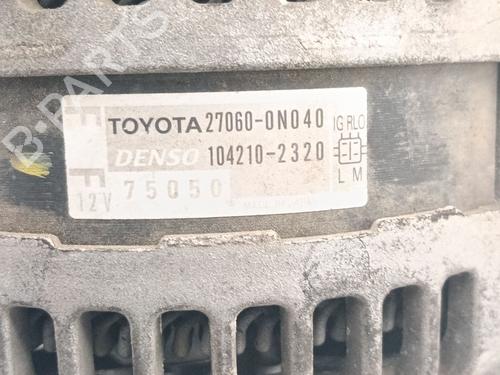 B-PARTS
TOYOTA 27060-0N040 IG RLO
DENSO 104210-2320
L M
75050
12V